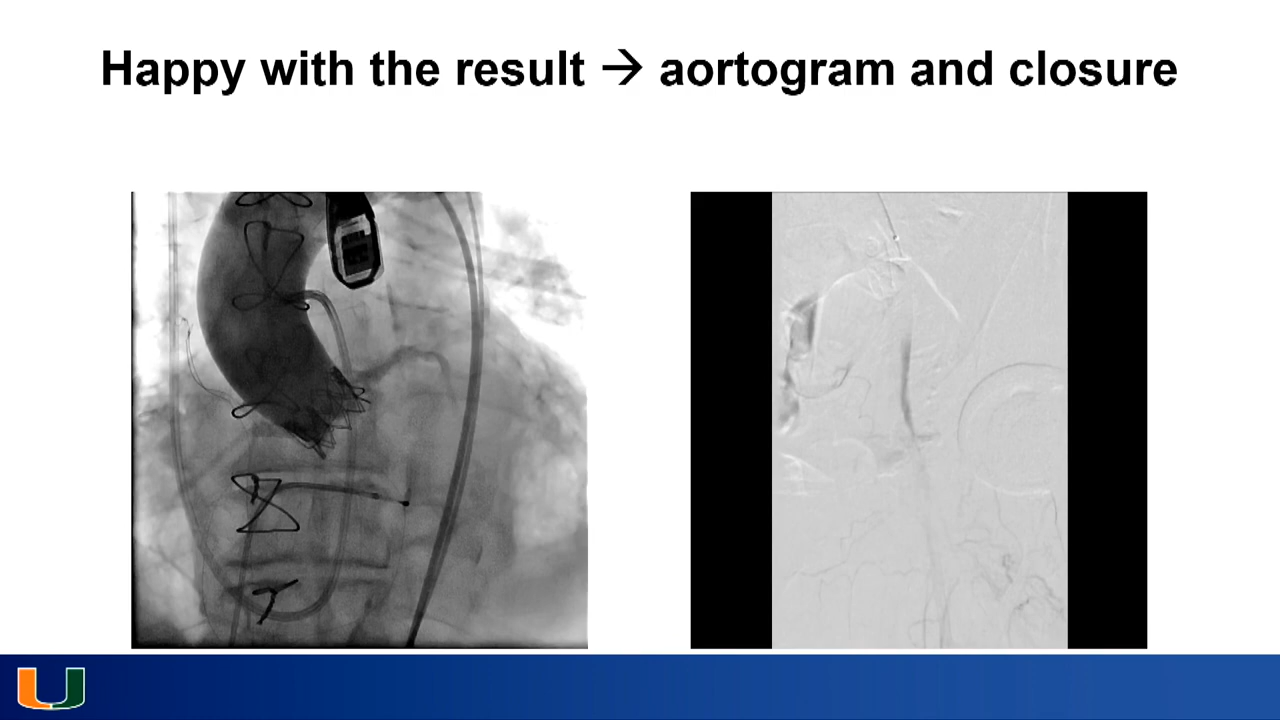 Happy with the result → aortogram and closure